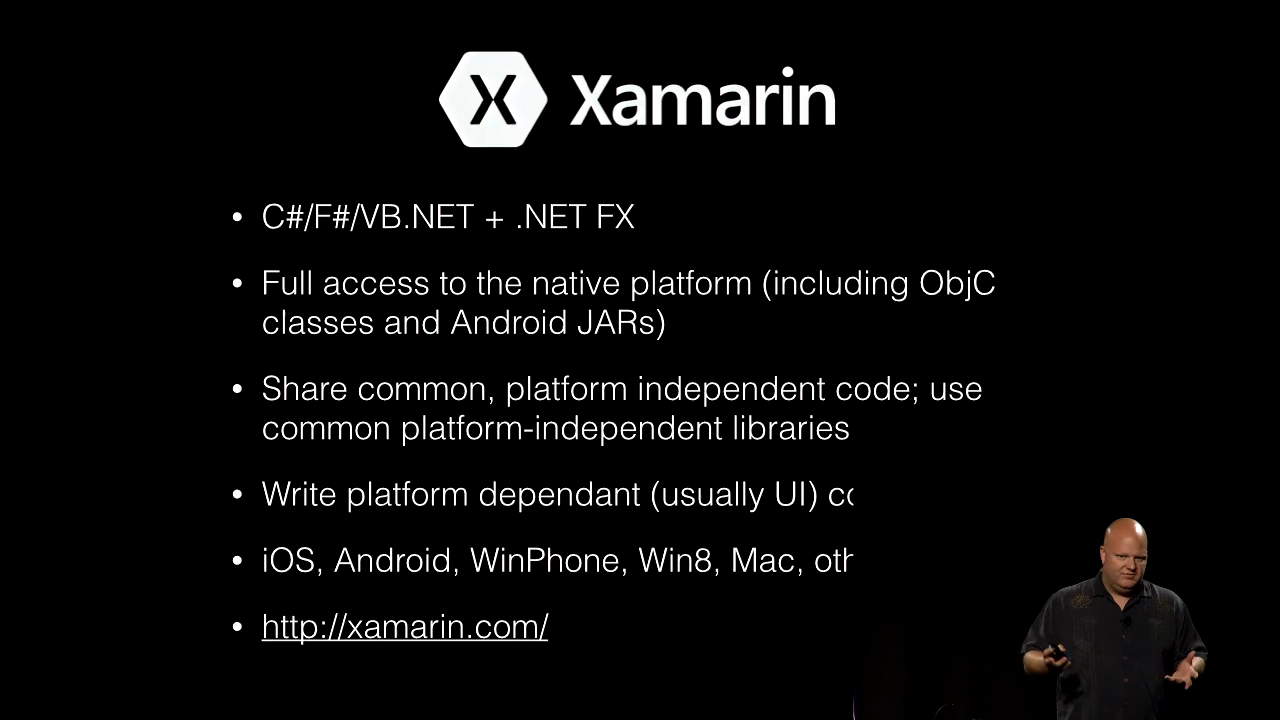 X Xamarin
• C#/F#/VB.NET + .NET FX
• Full access to the native platform (including ObjC
classes and Android JARs)
• Share common, platform independent code; use
common platform-independent libraries
• Write platform dependant (usually UI)
• iOS, Android, WinPhone, Win8, Mac,
• http://xamarin.com/